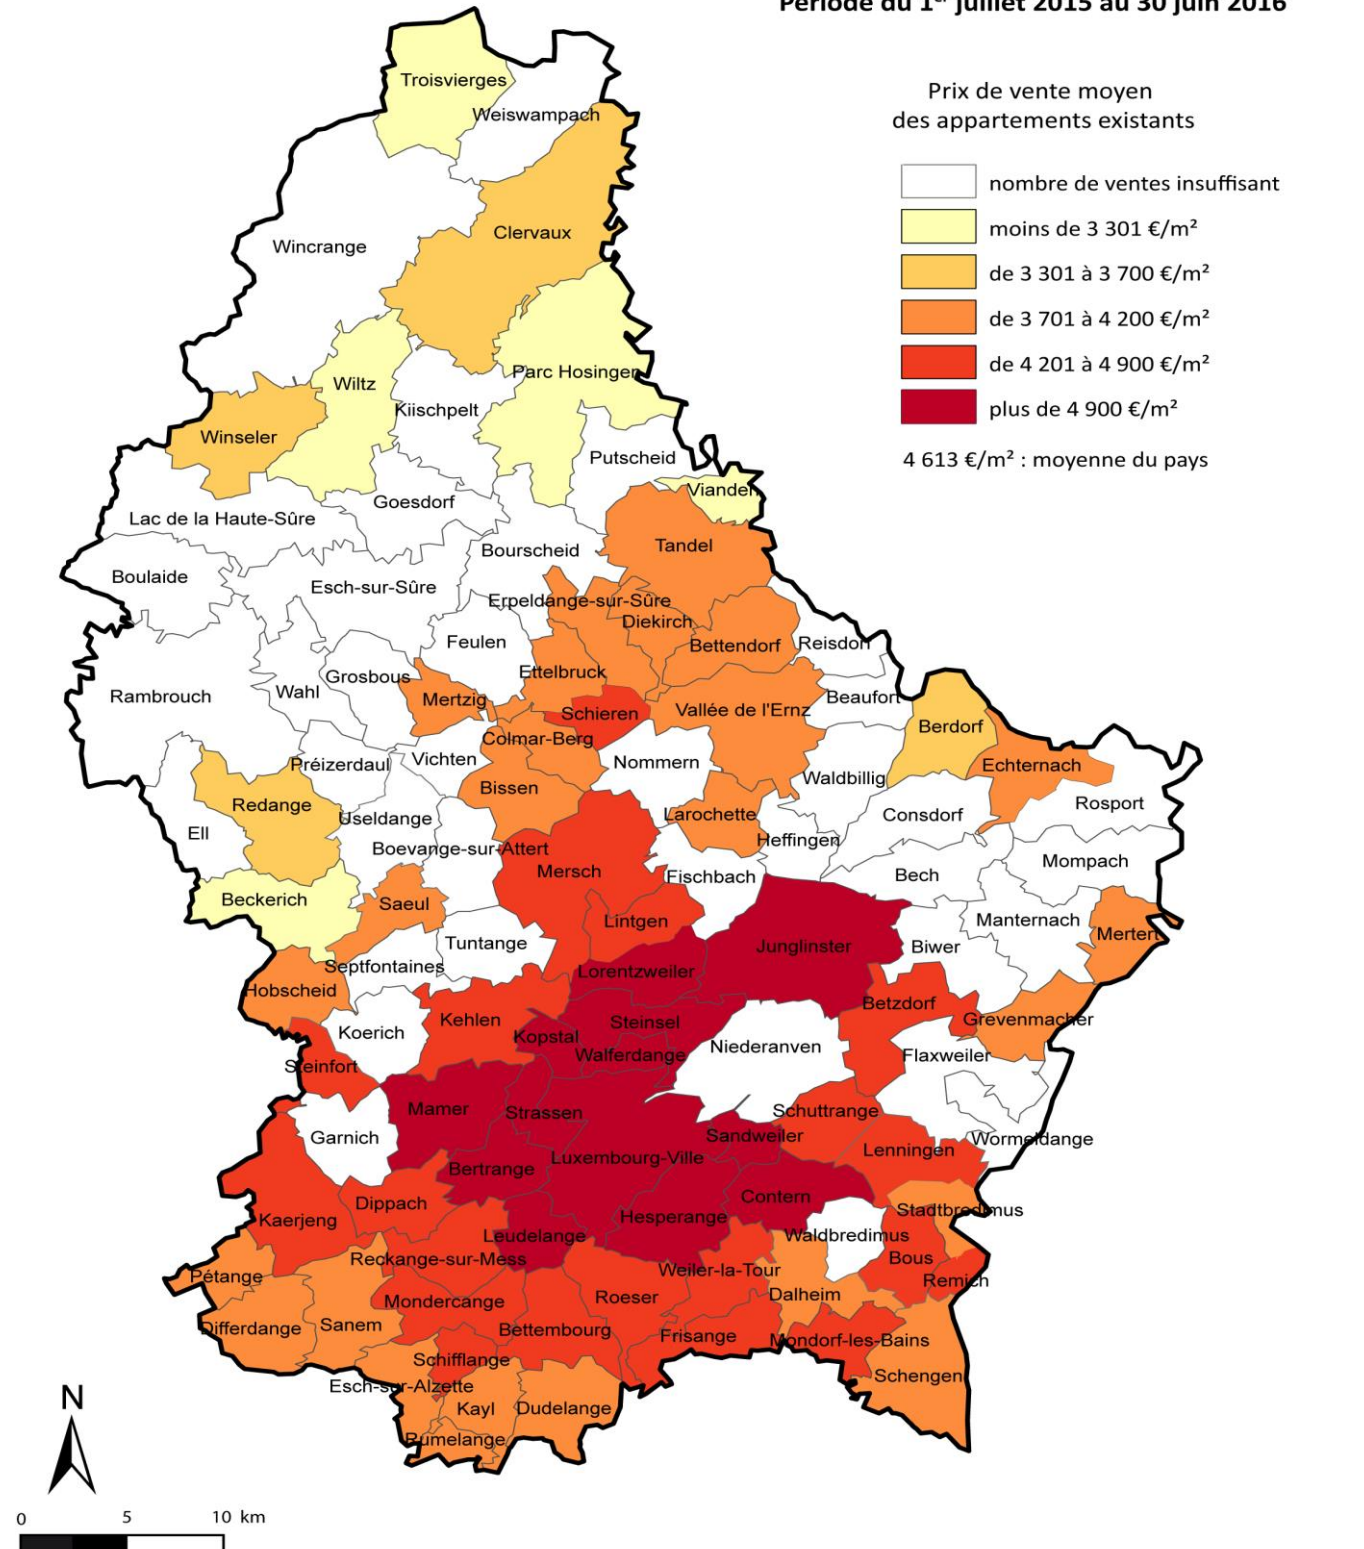 Période du 1er juillet 2015 au 30 juin 2016
Prix de vente moyen
des appartements existants
nombre de ventes insuffisant
moins de 3 301 €/m²
de 3 301 à 3 700 €/m²
de 3 701 à 4 200 €/m²
de 4 201 à 4 900 €/m²
plus de 4 900 €/m²
4 613 €/m² : moyenne du pays
Troisvierges
Weiswampach
Clervaux
Wincrange
Parc Hosingen
Wiltz
Kiischpelt
Winseler
Putscheid
Vianden
Goesdorf
Lac de la Haute-Sûre
Tandel
Bourscheid
Boulaide
Esch-sur-Sûre
Erpeldange-sur-Sûre
Diekirch
Feulen
Bettendorf
Reisdorf
Ettelbruck
Grosbous
Wahl
Rambrouch
Mertzig
Beaufort
Schieren
Vallée de l'Ernz
Berdorf
Colmar-Berg
Vichten
Préizerdaul
Nommern
Echternach
Waldbillig
Bissen
Redange
Rosport
Useldange
Larochette
Consdorf
Ell
Heffingen
Boevange-sur-Attert
Mompach
Mersch
Fischbach
Bech
Beckerich
Saeul
Lintgen
Manternach
Mertert
Tuntange
Junglinster
Biwer
Septfontaines
Lorentzweiler
Hobscheid
Betzdorf
Kehlen
Steinsel
Grevenmacher
Koerich
Kopstal
Niederanven
Walferdange
Flaxweiler
Steinfort
Mamer
Strassen
Schuttrange
Garnich
Sandweiler
Wormeldange
Lenningen
Luxembourg-Ville
Bertrange
Contern
Dippach
Stadtbredimus
Kaerjeng
Hesperange
Leudelange
Waldbredimus
Reckange-sur-Mess
Bous
Weiler-la-Tour
Pétange
Remich
Dalheim
Mondercange
Roeser
Differdange
Sanem
Bettembourg
Frisange
Mondorf-les-Bains
Schifflange
Schengen
Esch-sur-Alzette
Kayl
Dudelange
Rumelange
N
0 5 10 km